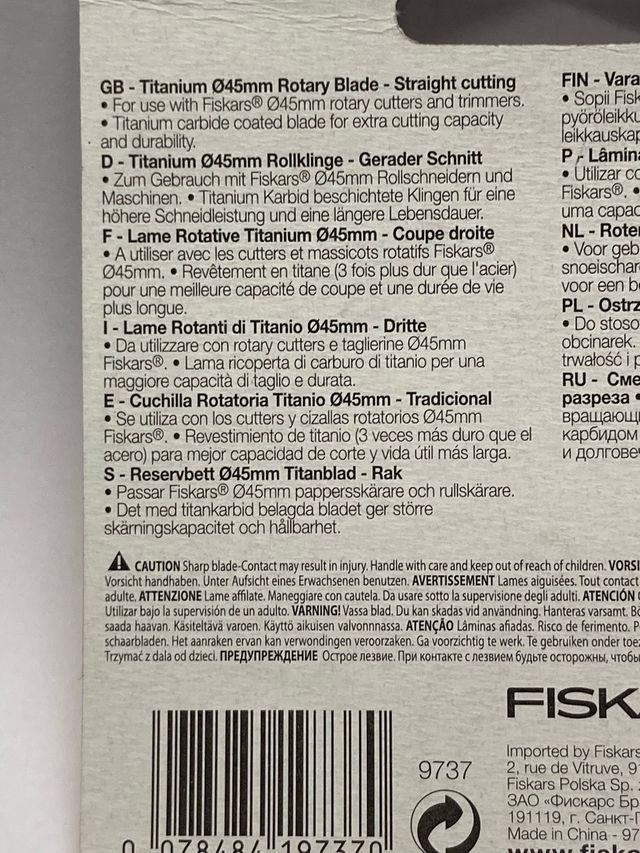 GB - Titanium Ø45mm Rotary Blade - Straight cutting
• For use with Fiskars® Ø45mm rotary cutters and trimmers.
• Titanium carbide coated blade for extra cutting capacity
and durability.
D - Titanium Ø45mm Rollklinge - Gerader Schnitt
• Zum Gebrauch mit Fiskars® Ø45mm Rollschneidern und
Maschinen. • Titanium Karbid beschichtete Klingen für eine
höhere Schneidleistung und eine längere Lebensdauer.
F - Lame Rotative Titanium Ø45mm - Coupe droite
• A utiliser avec les cutters et massicots rotatifs Fiskars®
Ø45mm. • Revêtement en titane (3 fois plus dur que l'acier)
pour une meilleure capacité de coupe et une durée de vie
plus longue.
I - Lame Rotanti di Titanio Ø45mm - Dritte
• Da utilizzare con rotary cutters e taglierine Ø45mm
Fiskars®. • Lama ricoperta di carburo di titanio per una
maggiore capacità di taglio e durata.
E - Cuchilla Rotatoria Titanio Ø45mm - Tradicional
• Se utiliza con los cutters y cizallas rotatorios Ø45mm
Fiskars®. • Revestimiento de titanio (3 veces más duro que el
acero) para mejor capacidad de corte y vida útil más larga.
S - Reservbett Ø45mm Titanblad - Rak
• Passar Fiskars® Ø45mm pappersskärare och rullskärare.
• Det med titankarbid belagda bladet ger större
skärningskapacitet och hållbarhet.
FIN - Vara
• Sopii Fisk
pyöröleikku
leikkauskap
P - Lâmina
• Utilizar co
Fiskars®. •
uma capac
NL - Roter
• Voor geb
snoeischar
voor een be
PL - Ostrz
• Do stoso
obcinarek.
trwałość i p
RU - Сме
разреза •
вращающ
карбидом
и долгове
CAUTION Sharp blade-Contact may result in injury. Handle with care and keep out of reach of children. VORSI
Vorsicht handhaben. Unter Aufsicht eines Erwachsenen benutzen. AVERTISSEMENT Lames aiguisées. Tout contact
adulte. ATTENZIONE Lame affilate. Maneggiare con cautela. Da usare sotto la supervisione degli adulti. ATENCIÓN
Utilizar bajo la supervisión de un adulto. VARNING! Vassa blad. Du kan skadas vid användning. Hanteras varsamt. Bö
saada haavan. Käsiteltävä varoen. Käyttö aikuisen valvonnnassa. ATENÇÃO Lâminas afiadas. Risco de ferimento. P
schaarbladen. Het aanraken ervan kan verwondingen veroorzaken. Ga voorzichtig te werk. Te gebruiken onder toez
Trzymać z dala od dzieci. ПРЕДУПРЕЖДЕНИЕ Острое лезвие. При контакте с лезвием будьте осторожны, чтобы
FISKA
0 078484 197370
9737
Imported by Fiskars
2, rue de Vitruve, 9
Fiskars Polska Sp.
ЗАО «Фискарс Бр
191119, г. Санкт-П
Made in China - 97
www.fiska